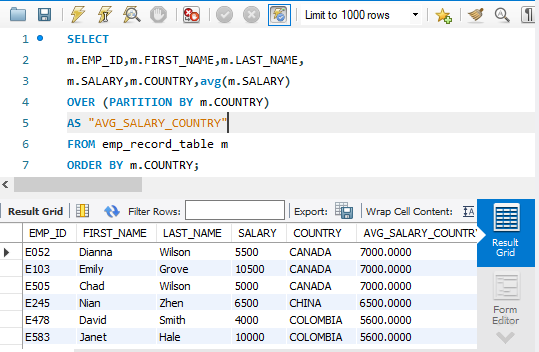 Limit to 1000 rows
1 SELECT
2 m.EMP_ID,m.FIRST_NAME,m.LAST_NAME,
3 m.SALARY,m.COUNTRY,avg(m.SALARY)
4 OVER (PARTITION BY m.COUNTRY)
5 AS "AVG_SALARY_COUNTRY"
6 FROM emp_record_table m
7 ORDER BY m.COUNTRY;
Result Grid Filter Rows: Export: Wrap Cell Content:
EMP_ID FIRST_NAME LAST_NAME SALARY COUNTRY AVG_SALARY_COUNTRY
E052 Dianna Wilson 5500 CANADA 7000.0000
E103 Emily Grove 10500 CANADA 7000.0000
E505 Chad Wilson 5000 CANADA 7000.0000
E245 Nian Zhen 6500 CHINA 6500.0000
E478 David Smith 4000 COLOMBIA 5600.0000
E583 Janet Hale 10000 COLOMBIA 5600.0000
Result
Grid
Form
Editor